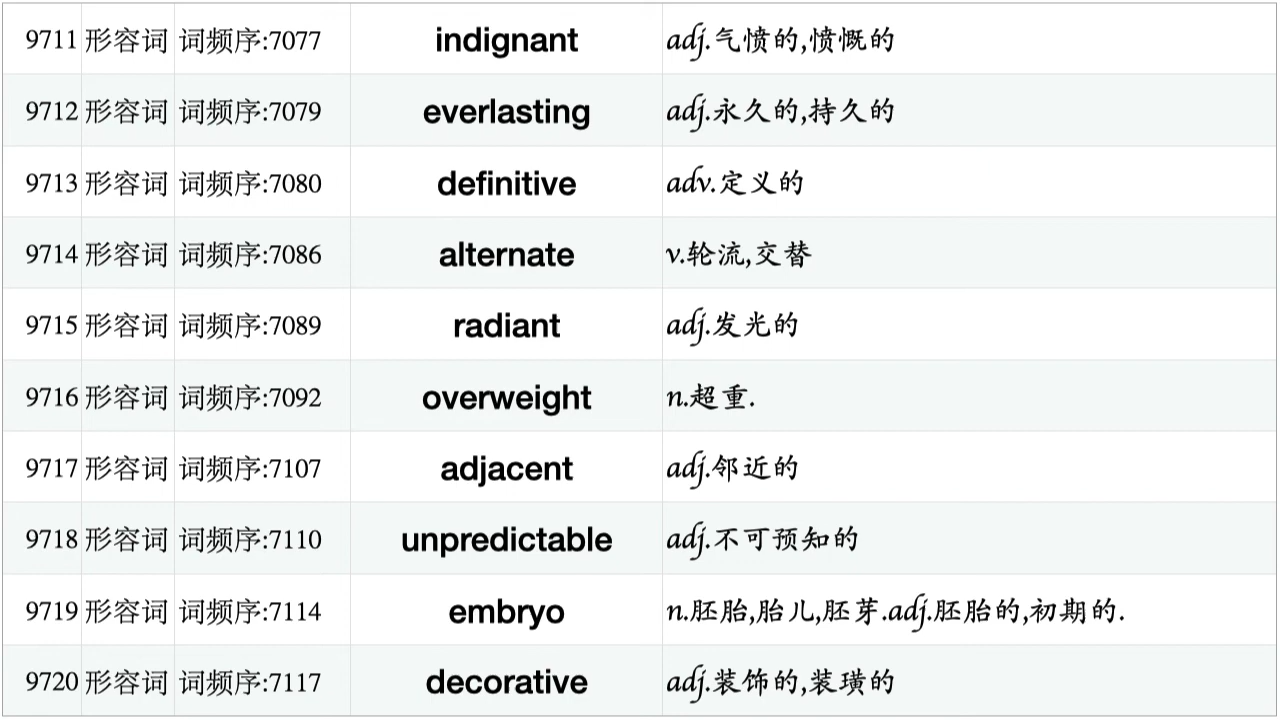 9711 形容词 词频序:7077 indignant adj.气愤的,愤慨的
9712 形容词 词频序:7079 everlasting adj.永久的,持久的
9713 形容词 词频序:7080 definitive adv.定义的
9714 形容词 词频序:7086 alternate v.轮流,交替
9715 形容词 词频序:7089 radiant adj.发光的
9716 形容词 词频序:7092 overweight n.超重.
9717 形容词 词频序:7107 adjacent adj.邻近的
9718 形容词 词频序:7110 unpredictable adj.不可预知的
9719 形容词 词频序:7114 embryo n.胚胎,胎儿,胚芽.adj.胚胎的,初期的.
9720 形容词 词频序:7117 decorative adj.装饰的,装璜的